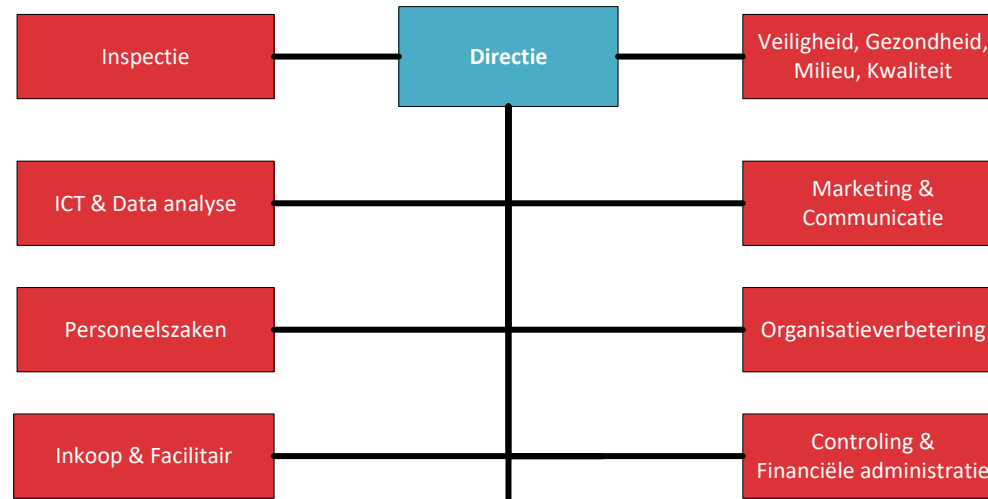 Inspectie
Directie
Veiligheid, Gezondheid,
Milieu, Kwaliteit
ICT & Data analyse
Marketing &
Communicatie
Personeelszaken
Organisatieverbetering
Inkoop & Facilitair
Controling &
Financiële administratie